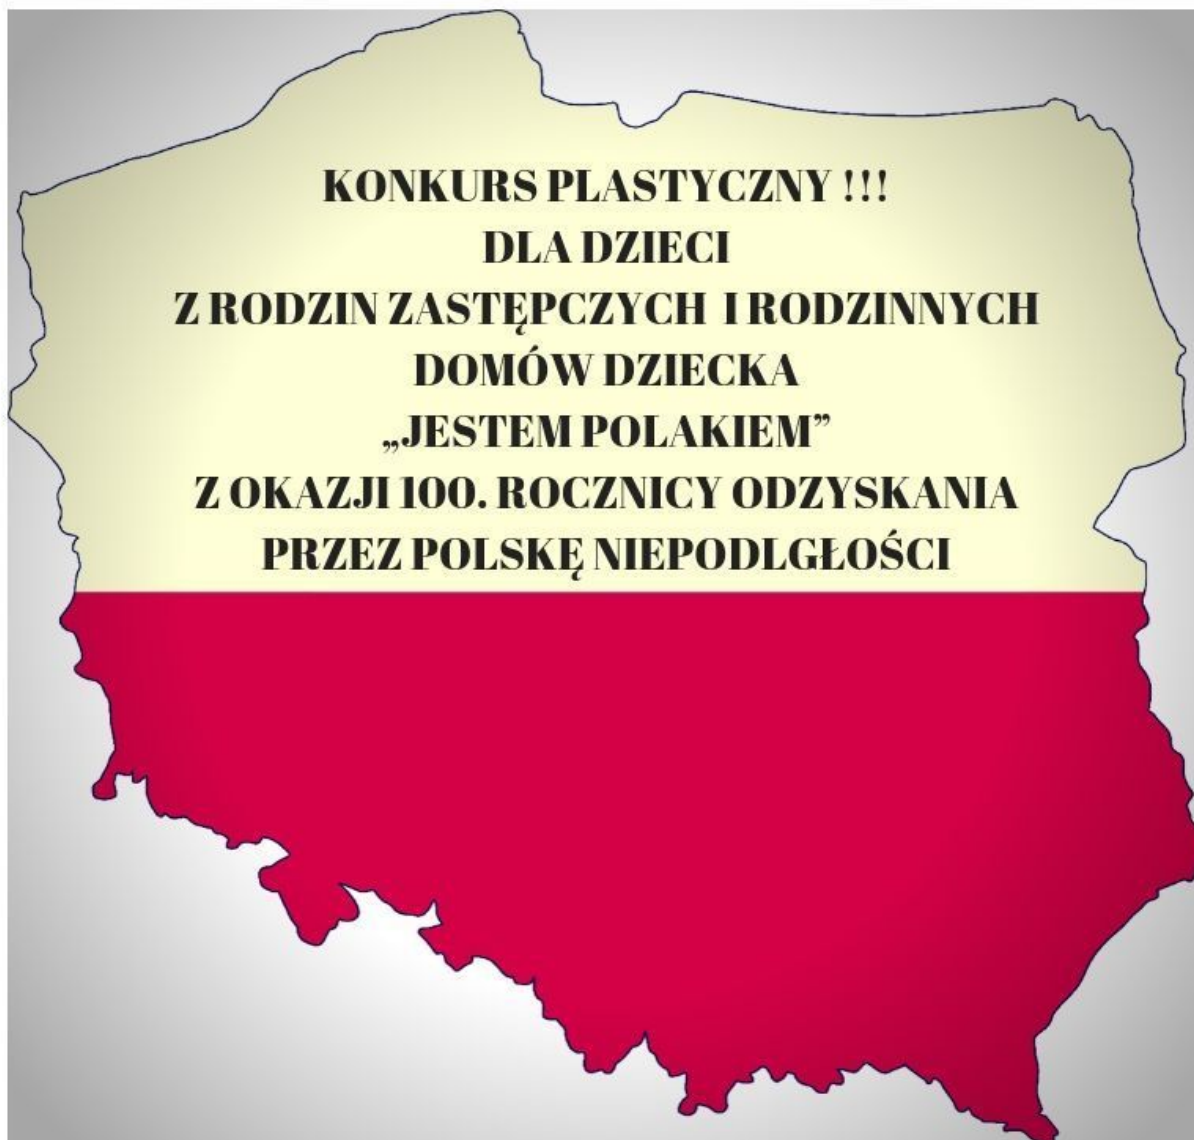 KONKURS PLASTYCZNY !!!
DLA DZIECI
Z RODZIN ZASTĘPCZYCH I RODZINNYCH
DOMÓW DZIECKA
„JESTEM POLAKIEM”
Z OKAZJI 100. ROCZNICY ODZYSKANIA
PRZEZ POLSKĘ NIEPODLGŁOŚCI